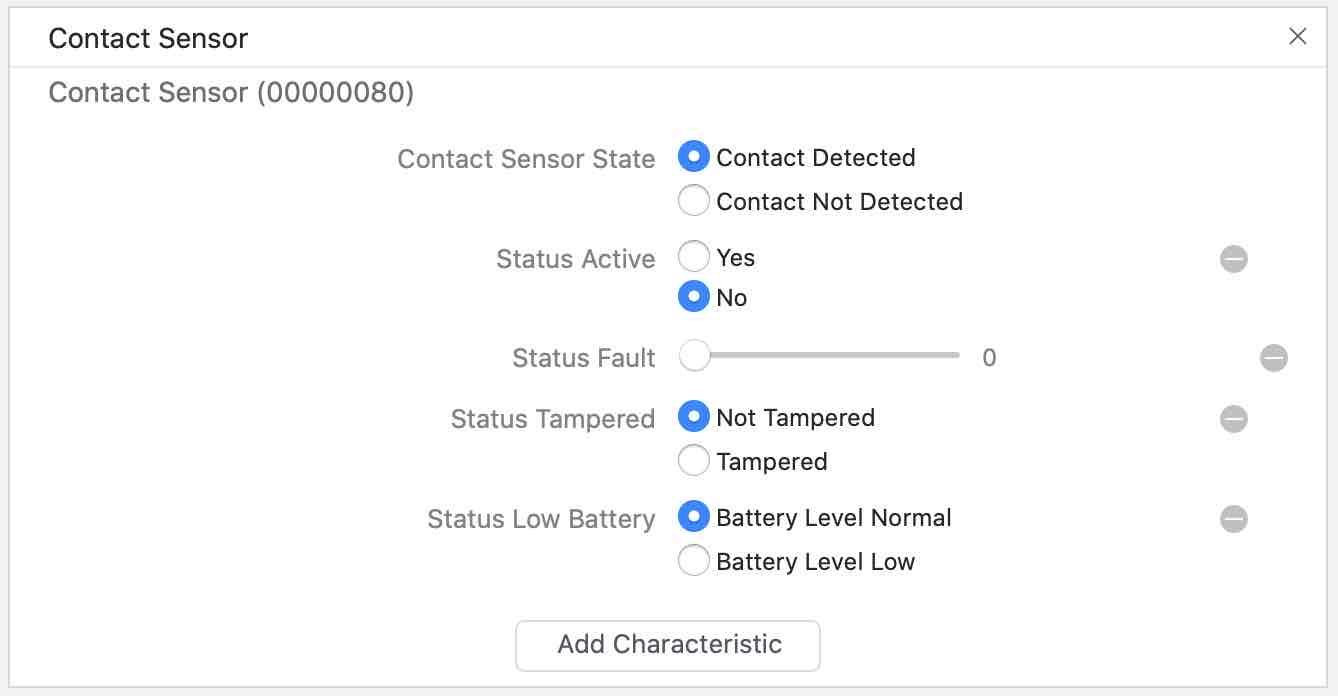 Contact Sensor
Contact Sensor (00000080)
Contact Sensor State Contact Detected
Contact Not Detected
Status Active Yes
No
Status Fault 0
Status Tampered Not Tampered
Tampered
Status Low Battery Battery Level Normal
Battery Level Low
Add Characteristic